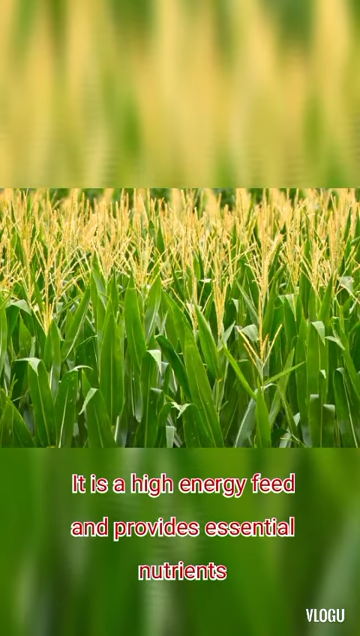 It is a high energy feed
and provides essential
nutrients
VLOGU